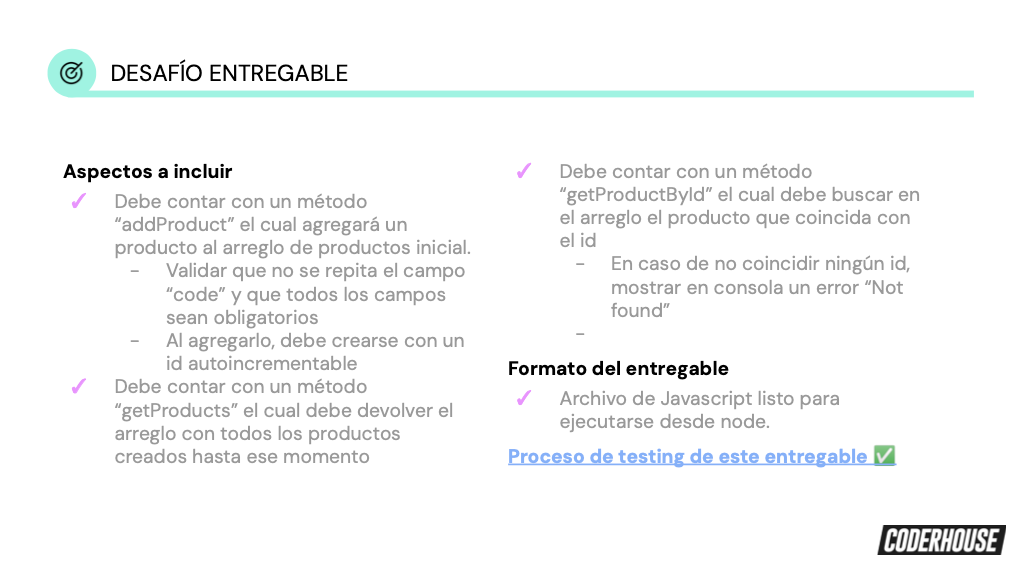 DESAFÍO ENTREGABLE
Aspectos a incluir
✓ Debe contar con un método
“addProduct” el cual agregará un
producto al arreglo de productos inicial.
- Validar que no se repita el campo
“code” y que todos los campos
sean obligatorios
- Al agregarlo, debe crearse con un
id autoincrementable
✓ Debe contar con un método
“getProducts” el cual debe devolver el
arreglo con todos los productos
creados hasta ese momento
✓ Debe contar con un método
“getProductById” el cual debe buscar en
el arreglo el producto que coincida con
el id
- En caso de no coincidir ningún id,
mostrar en consola un error “Not
found”
-
Formato del entregable
✓ Archivo de Javascript listo para
ejecutarse desde node.
Proceso de testing de este entregable ✅
CODERHOUSE